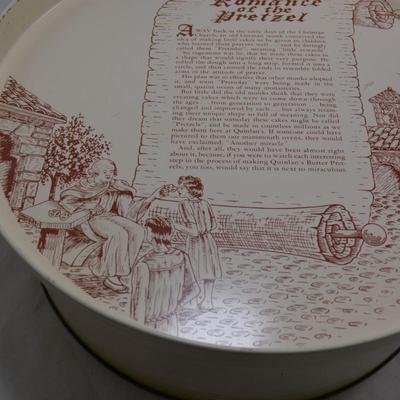 Romance
of the
Pretzel
AWAY back in the early days of the Christian
Church, an old German monk conceived the
idea of making little cakes to be given to children
who learned their prayers well . . . and he fittingly
called them "Pretzolas" . . . meaning, "little rewards".
So ingenious was he, that he made these cakes in
a shape that would signify their very purpose. He
rolled the dough into a long strip, formed it into a
circle, and then crossed the ends to resemble folded
arms in the attitude of prayer.
His plan was so effective that other monks adapted
it, and soon "Pretzolas" were being made in the
small, quaint ovens of many monasteries.
But little did the old monks think that they were
creating cakes which were to come down through
the ages . . . from generation to generation . . . being
changed and improved by each . . . but always retain-
ing their unique shape so full of meaning. Nor did
they dream that someday these cakes might be called
"Pretzels", and be made in countless millions as we
make them here at Quinlan's. If someone could have
pictured to them our mammouth ovens, they would
have exclaimed. "Another miracle"
And, after all, they would have been almost right
about it, because, if you were to watch each interesting
step in the process of making Quinlan's Butter Pret-
zels, you too, would say that it is next to miraculous.